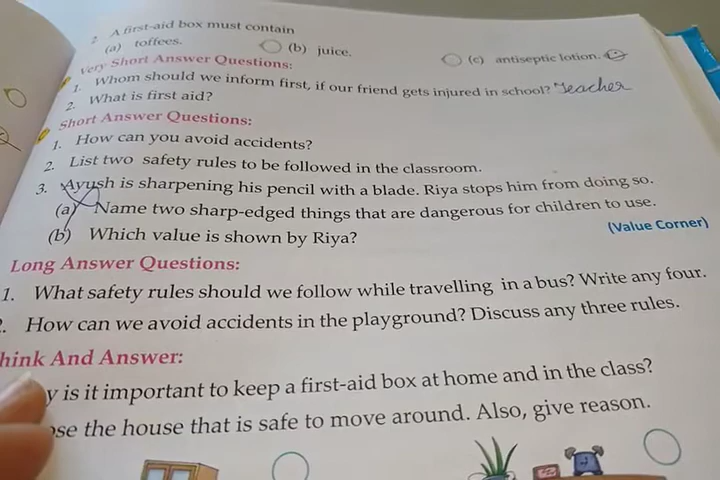 2. A first-aid box must contain
(a) toffees. (b) juice. (c) antiseptic lotion.
Very Short Answer Questions:
1. Whom should we inform first, if our friend gets injured in school? Teacher
2. What is first aid?
Short Answer Questions:
1. How can you avoid accidents?
2. List two safety rules to be followed in the classroom.
3. Ayush is sharpening his pencil with a blade. Riya stops him from doing so.
(a) Name two sharp-edged things that are dangerous for children to use.
(b) Which value is shown by Riya? (Value Corner)
Long Answer Questions:
1. What safety rules should we follow while travelling in a bus? Write any four.
2. How can we avoid accidents in the playground? Discuss any three rules.
hink And Answer:
y is it important to keep a first-aid box at home and in the class?
ose the house that is safe to move around. Also, give reason.